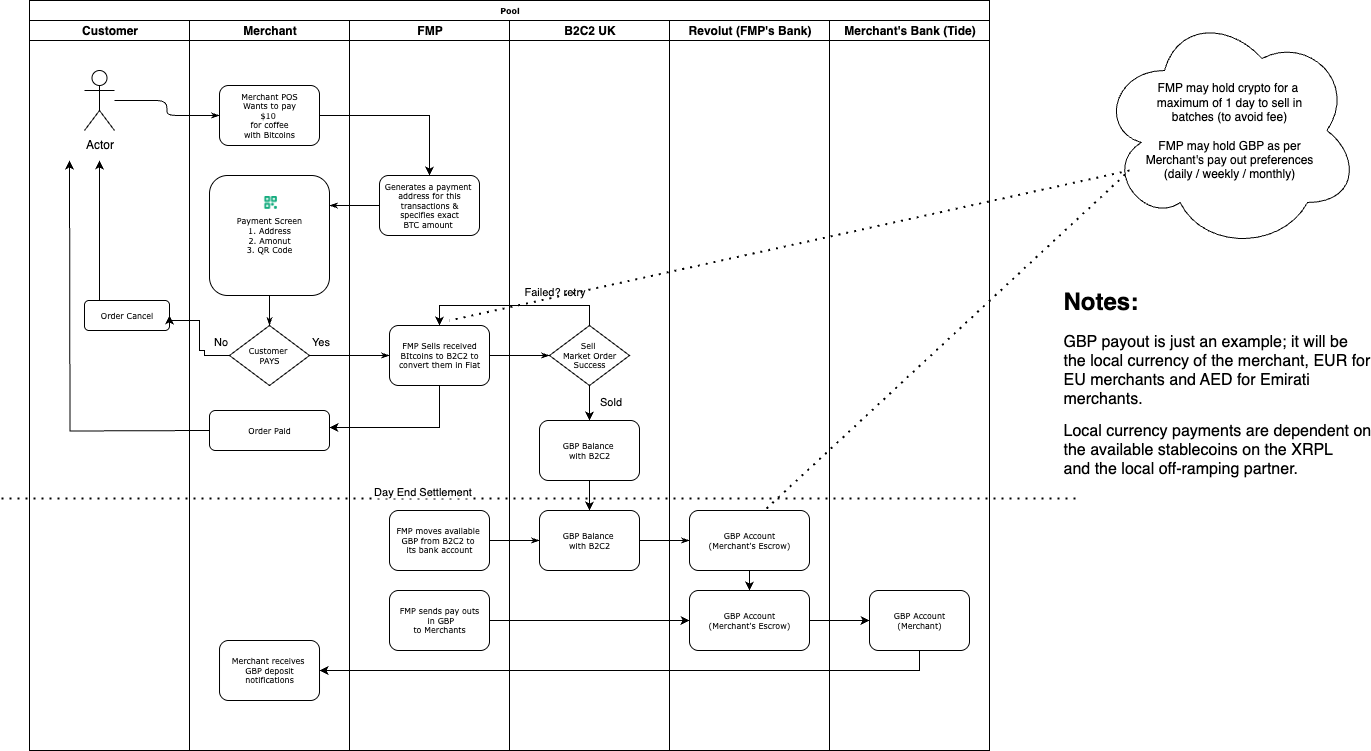 Pool
Customer
Merchant
FMP
B2C2 UK
Revolut (FMP's Bank)
Merchant's Bank (Tide)
Actor
Merchant POS
Wants to pay
$10
for coffee
with Bitcoins
Generates a payment
address for this
transactions &
specifies exact
BTC amount
Payment Screen
1. Address
2. Amonut
3. QR Code
Order Cancel
No
Customer
PAYS
Yes
FMP Sells received
BItcoins to B2C2 to
convert them in Fiat
Failed? retry
Sell
Market Order
Success
Sold
Order Paid
GBP Balance
with B2C2
Day End Settlement
FMP moves available
GBP from B2C2 to
its bank account
GBP Balance
with B2C2
GBP Account
(Merchant's Escrow)
FMP sends pay outs
in GBP
to Merchants
GBP Account
(Merchant's Escrow)
GBP Account
(Merchant)
Merchant receives
GBP deposit
notifications
FMP may hold crypto for a
maximum of 1 day to sell in
batches (to avoid fee)
FMP may hold GBP as per
Merchant's pay out preferences
(daily / weekly / monthly)
Notes:
GBP payout is just an example; it will be
the local currency of the merchant, EUR for
EU merchants and AED for Emirati
merchants.
Local currency payments are dependent on
the available stablecoins on the XRPL
and the local off-ramping partner.